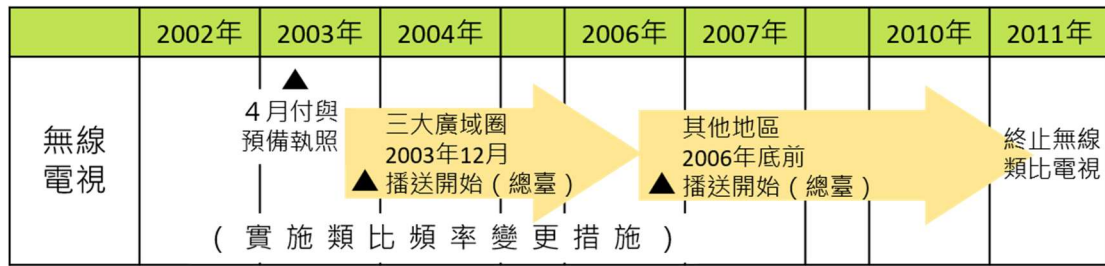 2002年 2003年 2004年 2006年 2007年 2010年 2011年
無線
電視
▲
4月付與
預備執照
三大廣域圈
2003年12月
▲ 播送開始（總臺）
其他地區
2006年底前
▲ 播送開始（總臺）
終止無線
類比電視
（實施類比頻率變更措施）